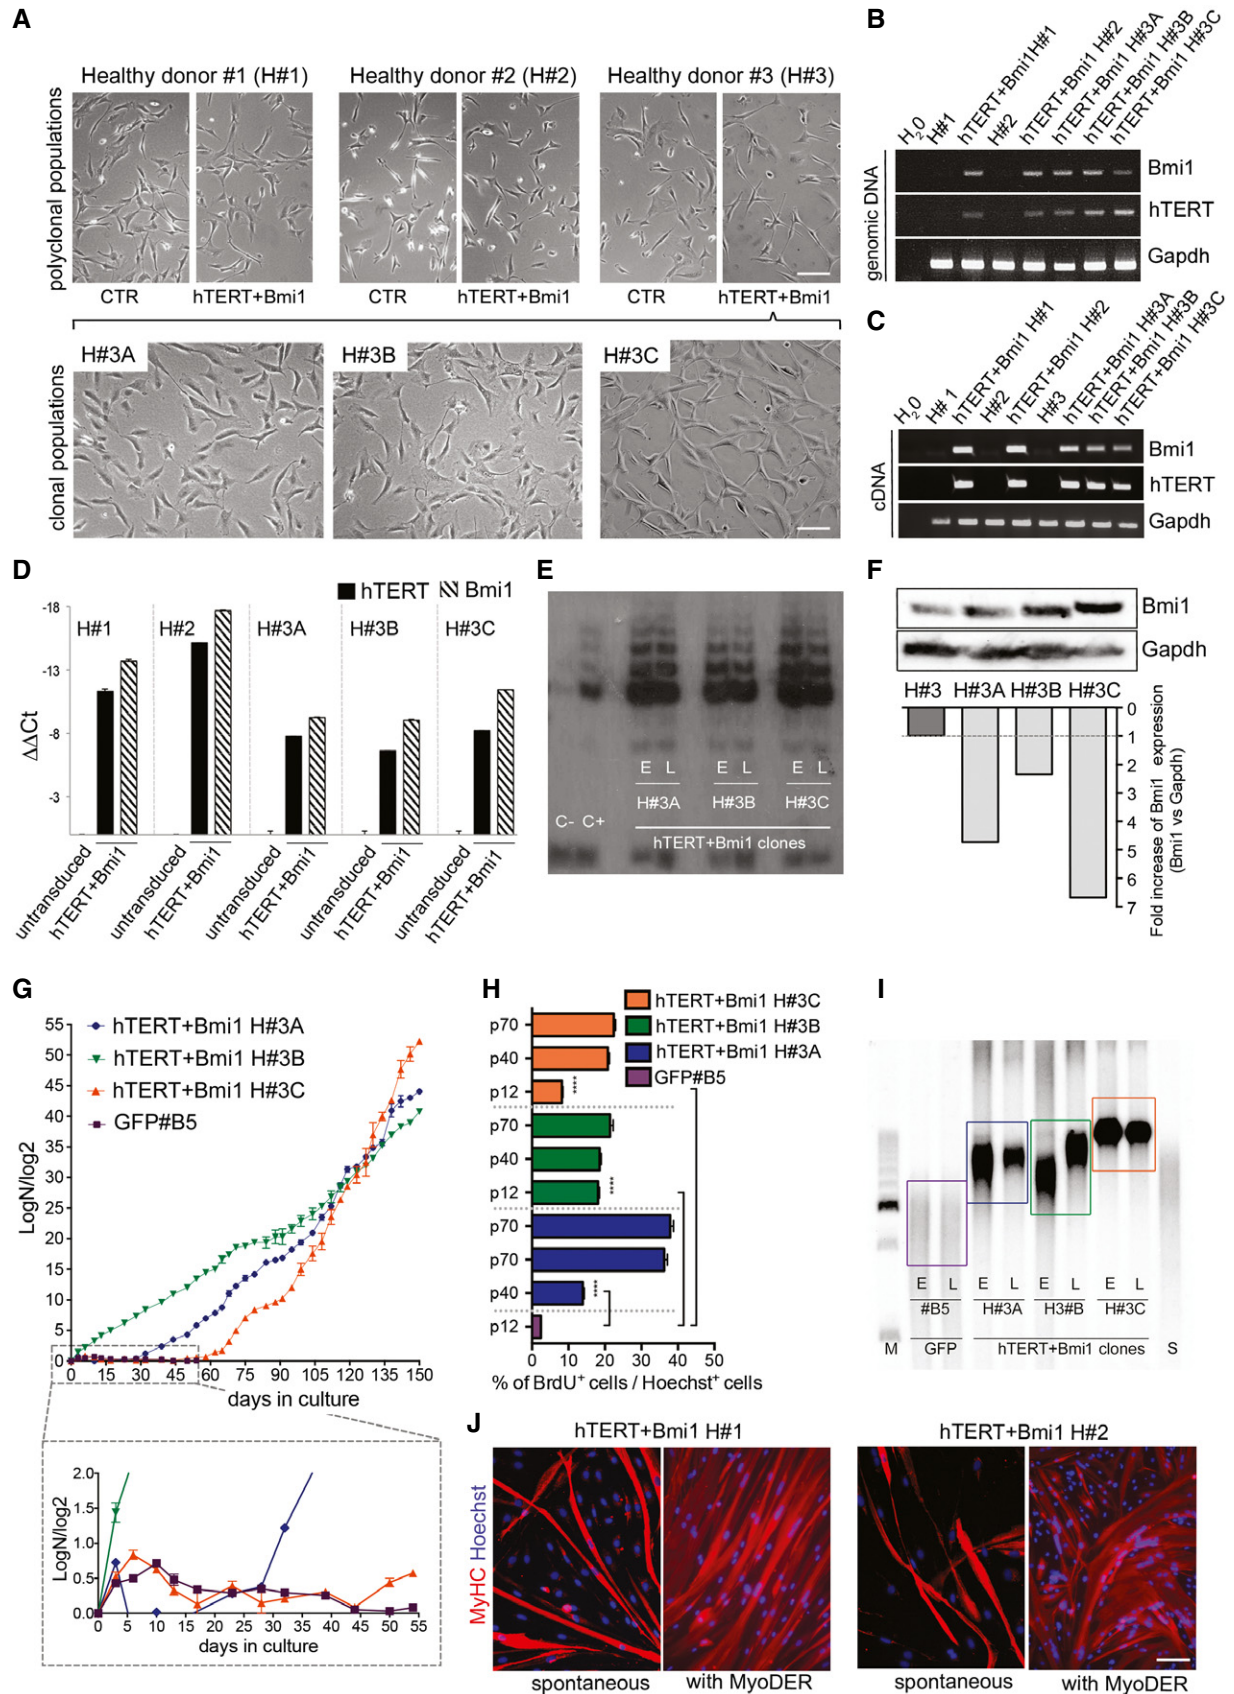 A
Healthy donor #1 (H#1)
Healthy donor #2 (H#2)
Healthy donor #3 (H#3)
polyclonal populations
CTR
hTERT+Bmi1
CTR
hTERT+Bmi1
CTR
hTERT+Bmi1
clonal populations
H#3A
H#3B
H#3C
B
H20
H#1
hTERT+Bmi1H#1
H#2
hTERT+Bmi1 H#2
hTERT+Bmi1 H#3A
hTERT+Bmi1 H#3B
hTERT+Bmi1 H#3C
genomic DNA
Bmi1
hTERT
Gapdh
C
H20
H# 1
hTERT+Bmi1 H#1
H#2
hTERT+Bmi1 H#2
H#3
hTERT+Bmi1 H#3A
hTERT+Bmi1 H#3B
hTERT+Bmi1 H#3C
cDNA
Bmi1
hTERT
Gapdh
D
hTERT
Bmi1
-18
-13
-8
-3
ΔΔCt
H#1
H#2
H#3A
H#3B
H#3C
untransduced
hTERT+Bmi1
untransduced
hTERT+Bmi1
untransduced
hTERT+Bmi1
untransduced
hTERT+Bmi1
untransduced
hTERT+Bmi1
E
E L
E L
E L
H#3A
H#3B
H#3C
C- C+
hTERT+Bmi1 clones
F
Bmi1
Gapdh
H#3
H#3A
H#3B
H#3C
0
1
2
3
4
5
6
7
Fold increase of Bmi1 expression
(Bmi1 vs Gapdh)
G
hTERT+Bmi1 H#3A
hTERT+Bmi1 H#3B
hTERT+Bmi1 H#3C
GFP#B5
LogN/log2
55
50
45
40
35
30
25
20
15
10
5
0
0 15 30 45 60 75 90 105 120 135 150
days in culture
LogN/log2
2.0
1.5
1.0
0.5
0.0
0 5 10 15 20 25 30 35 40 45 50 55
days in culture
H
hTERT+Bmi1 H#3C
hTERT+Bmi1 H#3B
hTERT+Bmi1 H#3A
GFP#B5
p70
p40
p12
****
p70
p40
p12
****
p70
p70
p40
****
p12
0 10 20 30 40 50
% of BrdU+ cells / Hoechst+ cells
I
E L
E L
E L
E L
#B5
H#3A
H3#B
H#3C
M
GFP
hTERT+Bmi1 clones
S
J
hTERT+Bmi1 H#1
hTERT+Bmi1 H#2
MyHC Hoechst
spontaneous
with MyoDER
spontaneous
with MyoDER